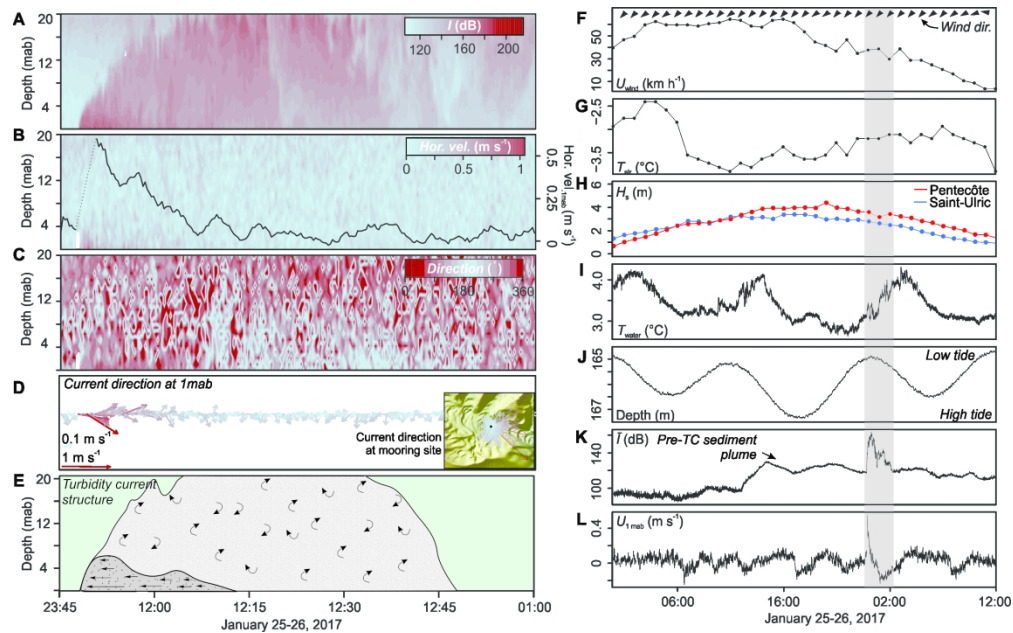 A
Depth (mab)
20
12
4
I (dB)
120 160 200
B
Depth (mab)
20
12
4
Hor. vel. (m s⁻¹)
0 0.5 1
0.5
0.25
0
Hor. vel.1mab (m s⁻¹)
C
Depth (mab)
20
12
4
Direction (°)
0 180 360
D
Current direction at 1mab
0.1 m s⁻¹
1 m s⁻¹
Current direction
at mooring site
E
Depth (mab)
20
12
4
Turbidity current
structure
23:45 12:00 12:15 12:30 12:45 01:00
January 25-26, 2017
F
50
30
10
Wind dir.
Uwind (km h⁻¹)
G
-2.5
-3.5
Tair (°C)
H
6
4
2
0
Hs (m)
Pentecôte
Saint-Ulric
I
4.0
3.0
Twater (°C)
J
165
167
Low tide
Depth (m)
High tide
K
140
100
Ī (dB)
Pre-TC sediment
plume
L
0.4
0
U1 mab (m s⁻¹)
06:00 16:00 02:00 12:00
January 25-26, 2017